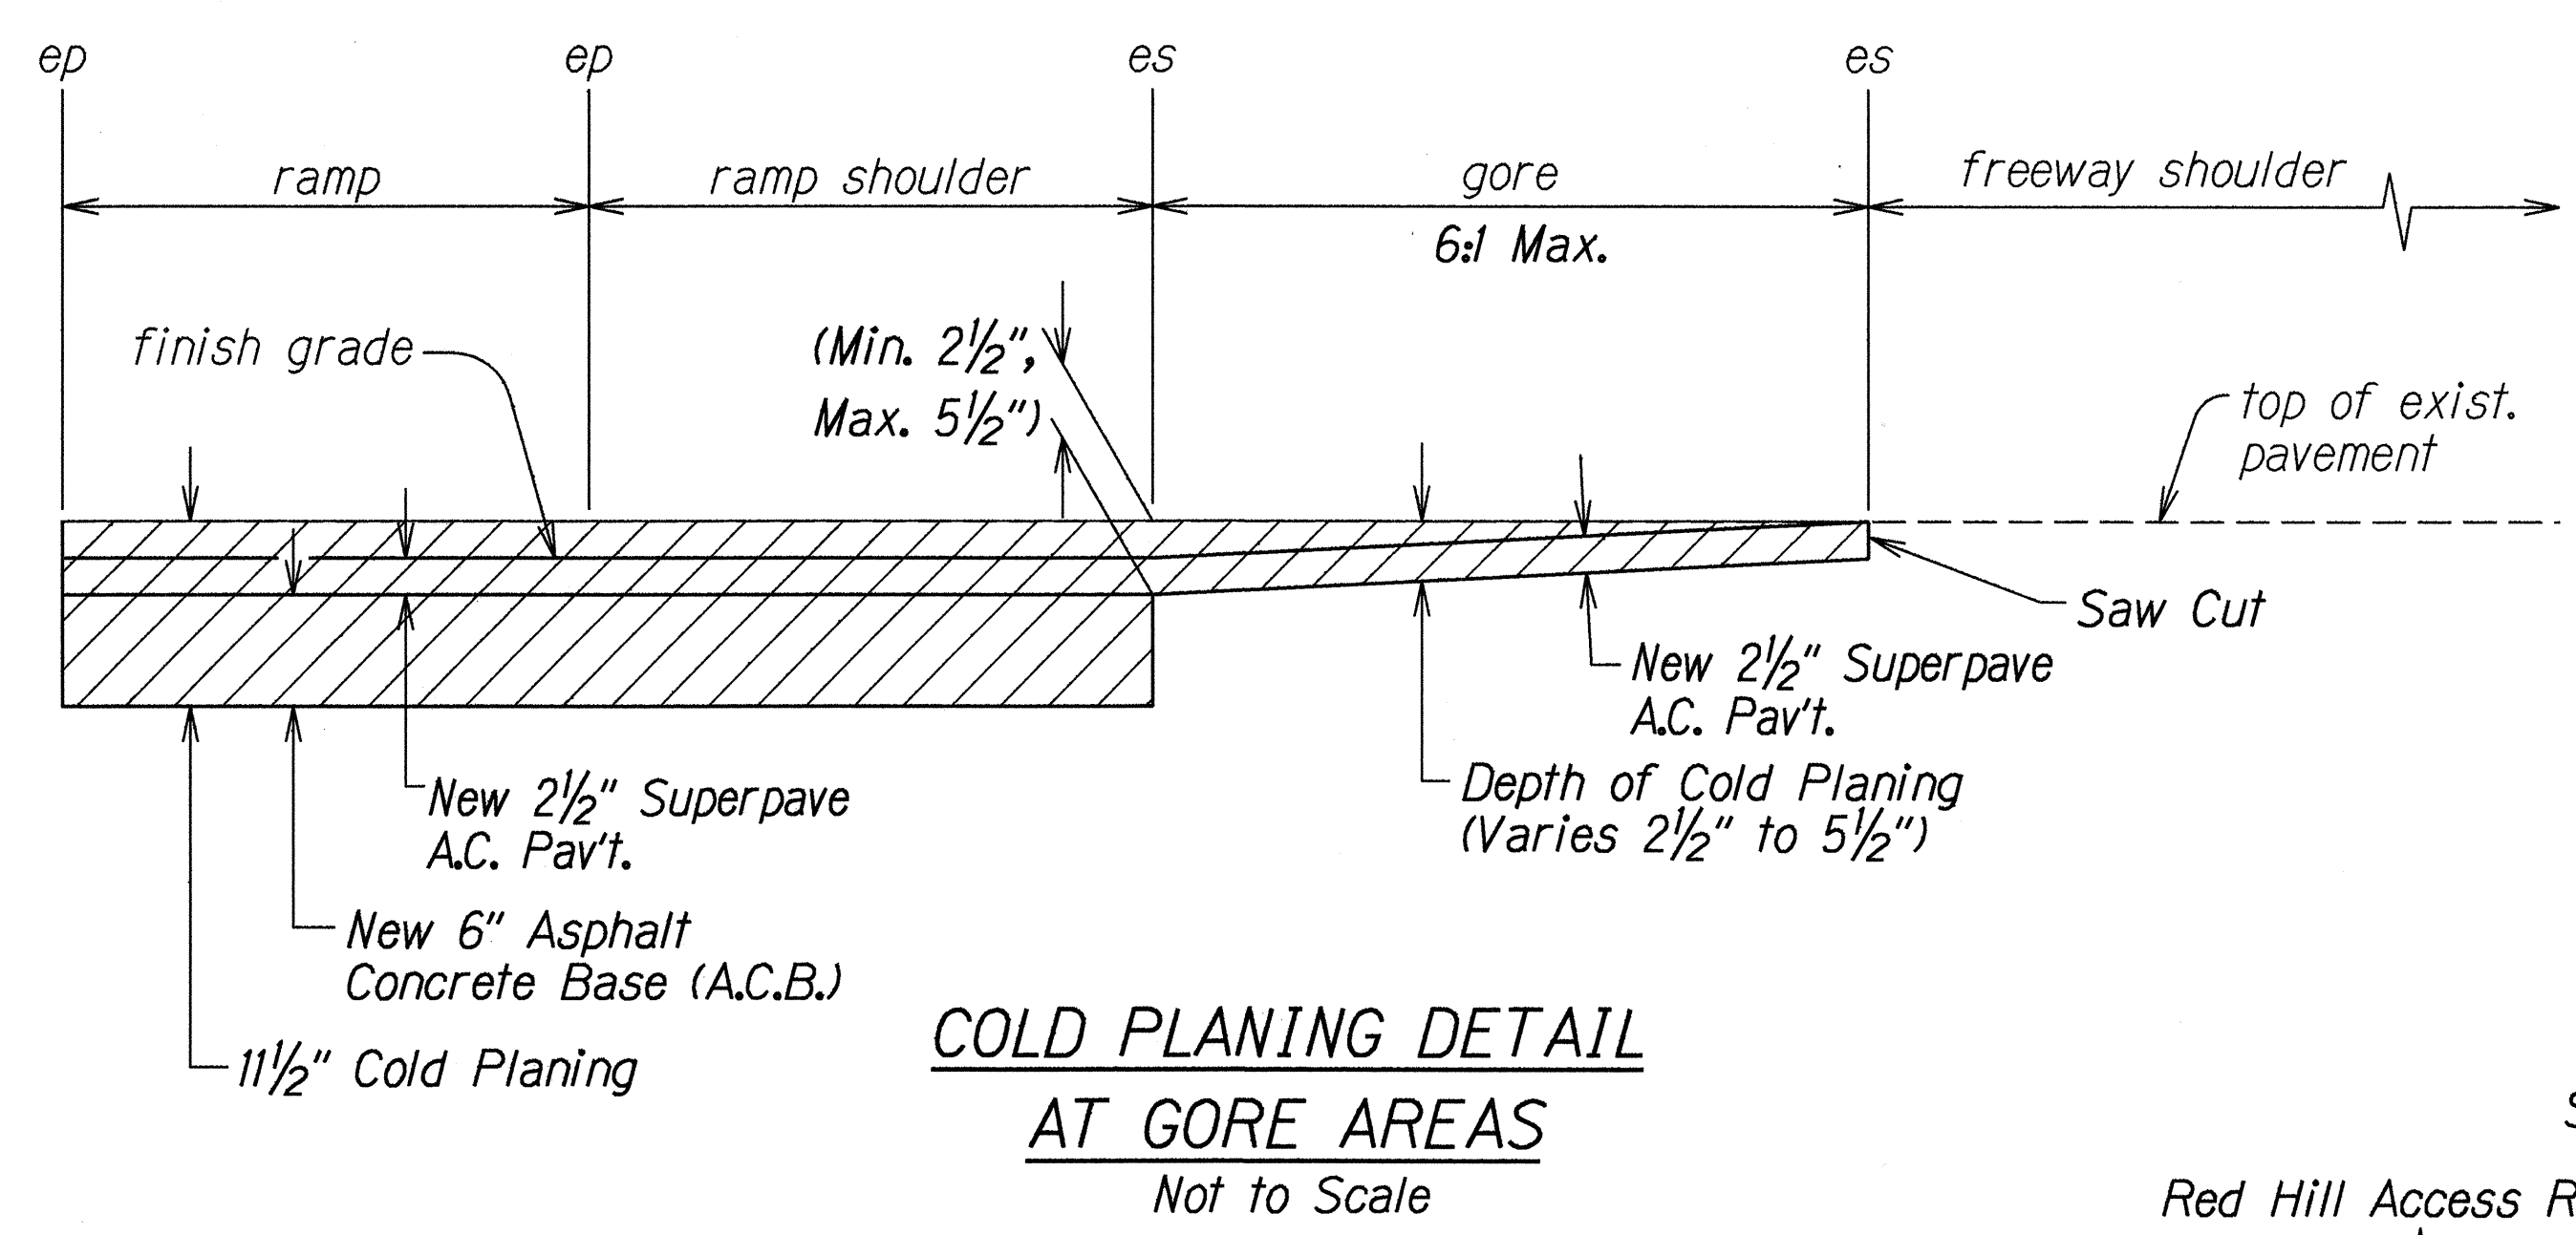 ep ep es es
ramp ramp shoulder gore freeway shoulder
6:1 Max.
finish grade
(Min. 2½",
Max. 5½")
top of exist.
pavement
Saw Cut
New 2½" Superpave
A.C. Pav't.
Depth of Cold Planing
(Varies 2½" to 5½")
New 2½" Superpave
A.C. Pav't.
New 6" Asphalt
Concrete Base (A.C.B.)
11½" Cold Planing
COLD PLANING DETAIL
AT GORE AREAS
Not to Scale
Red Hill Access